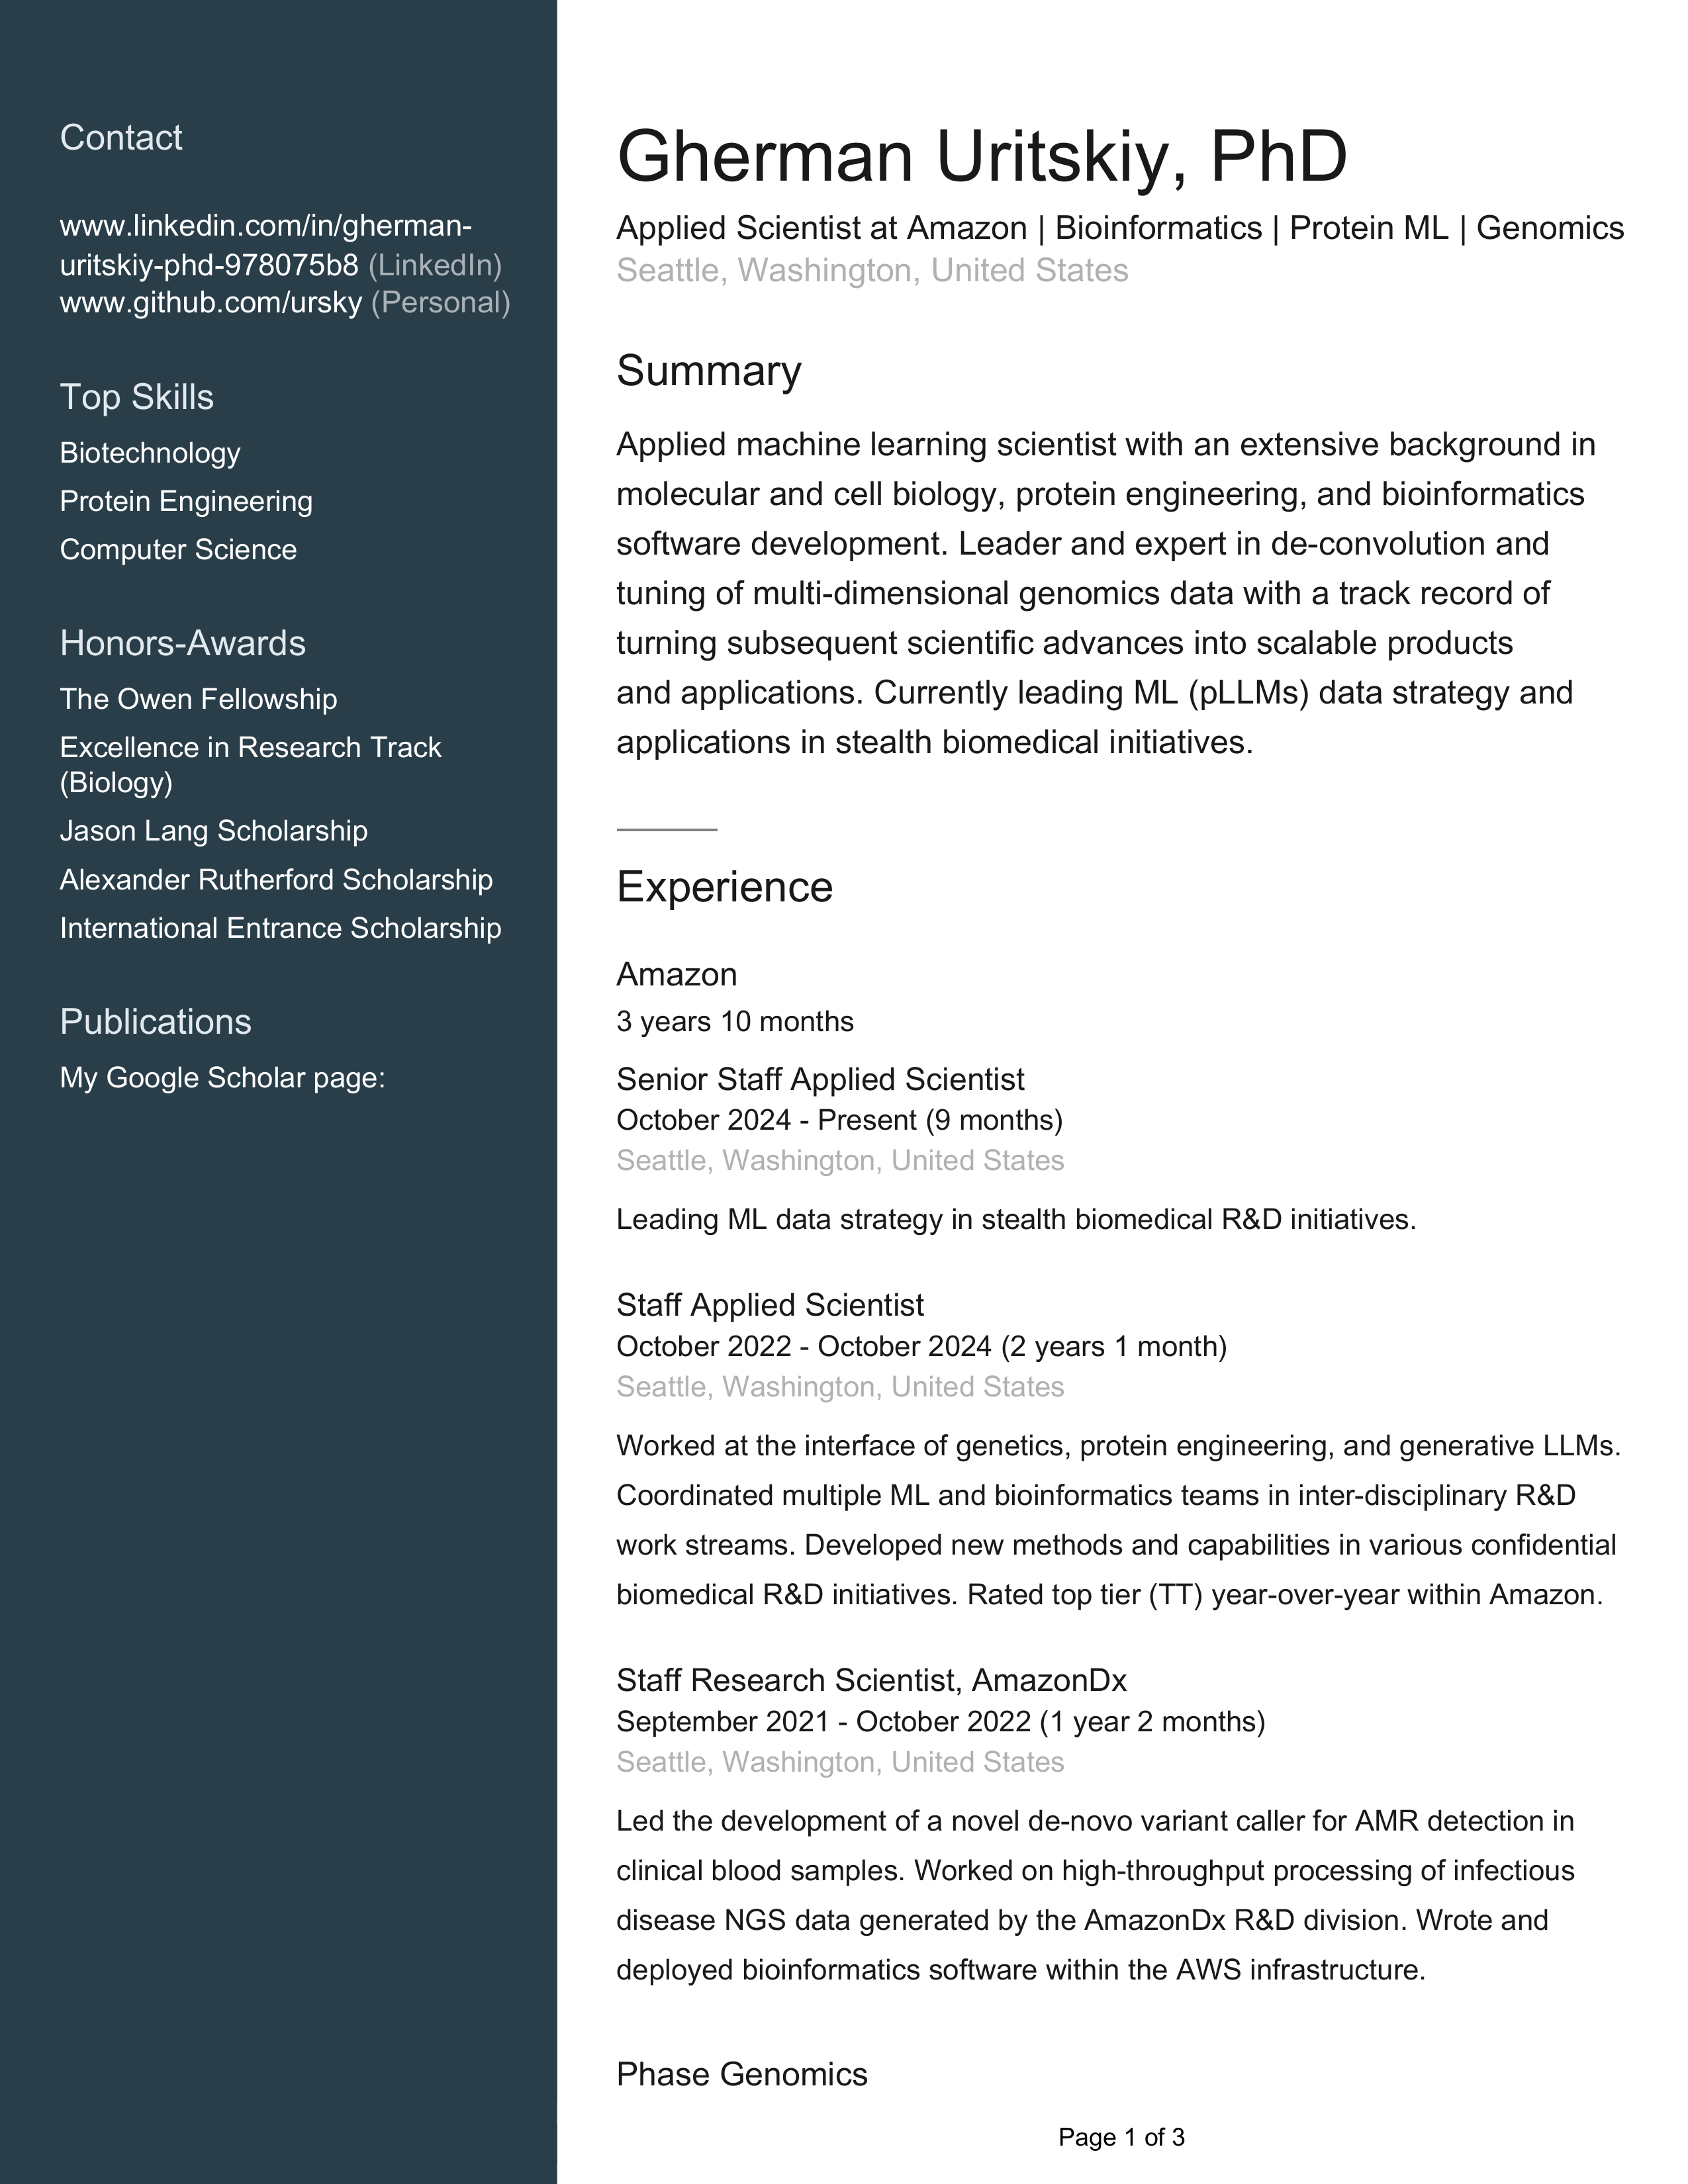 Contact
www.linkedin.com/in/gherman-
uritskiy-phd-978075b8 (LinkedIn)
www.github.com/ursky (Personal)
Top Skills
Biotechnology
Protein Engineering
Computer Science
Honors-Awards
The Owen Fellowship
Excellence in Research Track
(Biology)
Jason Lang Scholarship
Alexander Rutherford Scholarship
International Entrance Scholarship
Publications
My Google Scholar page:
Gherman Uritskiy, PhD
Applied Scientist at Amazon | Bioinformatics | Protein ML | Genomics
Seattle, Washington, United States
Summary
Applied machine learning scientist with an extensive background in
molecular and cell biology, protein engineering, and bioinformatics
software development. Leader and expert in de-convolution and
tuning of multi-dimensional genomics data with a track record of
turning subsequent scientific advances into scalable products
and applications. Currently leading ML (pLLMs) data strategy and
applications in stealth biomedical initiatives.
Experience
Amazon
3 years 10 months
Senior Staff Applied Scientist
October 2024 - Present (9 months)
Seattle, Washington, United States
Leading ML data strategy in stealth biomedical R&D initiatives.
Staff Applied Scientist
October 2022 - October 2024 (2 years 1 month)
Seattle, Washington, United States
Worked at the interface of genetics, protein engineering, and generative LLMs.
Coordinated multiple ML and bioinformatics teams in inter-disciplinary R&D
work streams. Developed new methods and capabilities in various confidential
biomedical R&D initiatives. Rated top tier (TT) year-over-year within Amazon.
Staff Research Scientist, AmazonDx
September 2021 - October 2022 (1 year 2 months)
Seattle, Washington, United States
Led the development of a novel de-novo variant caller for AMR detection in
clinical blood samples. Worked on high-throughput processing of infectious
disease NGS data generated by the AmazonDx R&D division. Wrote and
deployed bioinformatics software within the AWS infrastructure.
Phase Genomics
Page 1 of 3